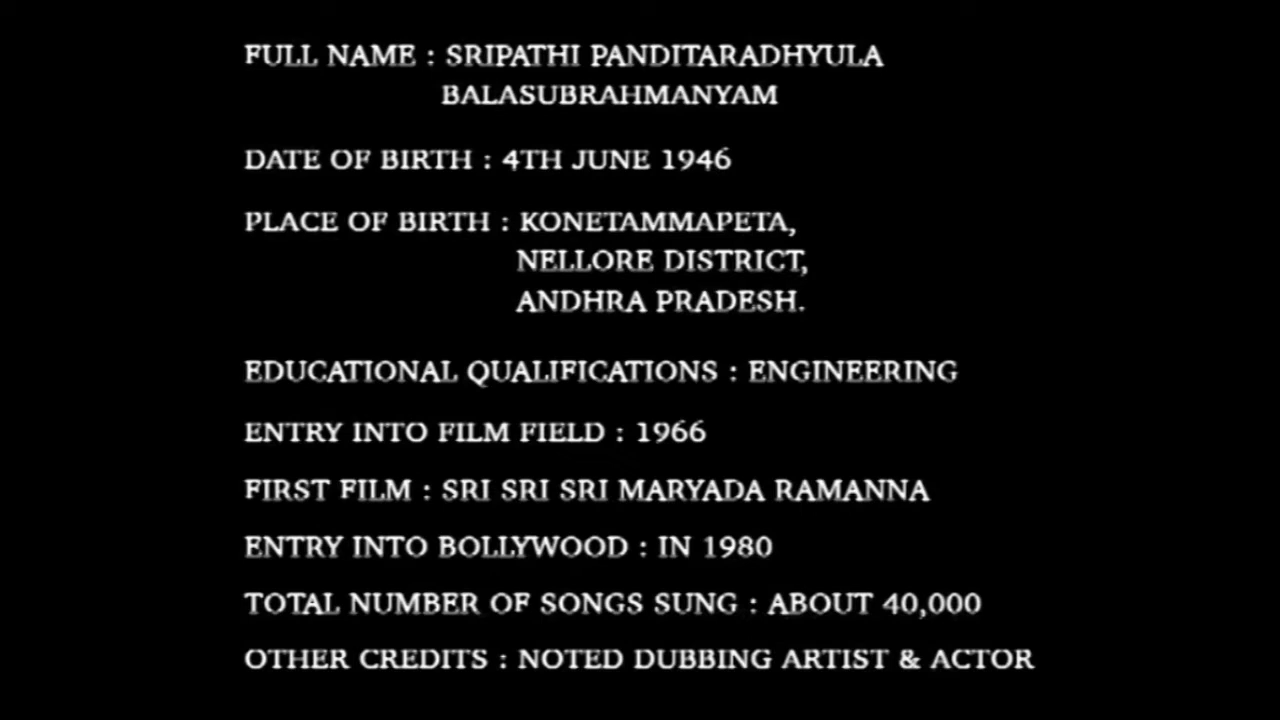 FULL NAME : SRIPATHI PANDITARADHYULA
BALASUBRAHMANYAM
DATE OF BIRTH : 4TH JUNE 1946
PLACE OF BIRTH : KONETAMMAPETA,
NELLORE DISTRICT,
ANDHRA PRADESH.
EDUCATIONAL QUALIFICATIONS : ENGINEERING
ENTRY INTO FILM FIELD : 1966
FIRST FILM : SRI SRI SRI MARYADA RAMANNA
ENTRY INTO BOLLYWOOD : IN 1980
TOTAL NUMBER OF SONGS SUNG : ABOUT 40,000
OTHER CREDITS : NOTED DUBBING ARTIST & ACTOR